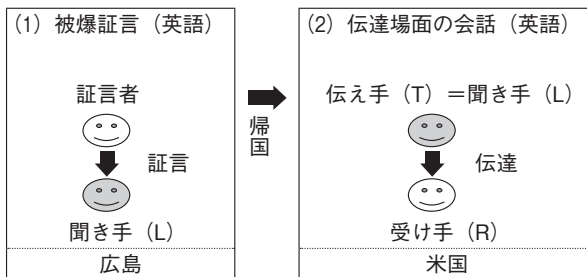 (1) 被爆証言（英語）
証言者
証言
聞き手（L）
広島
帰国
(2) 伝達場面の会話（英語）
伝え手（T）＝聞き手（L）
伝達
受け手（R）
米国